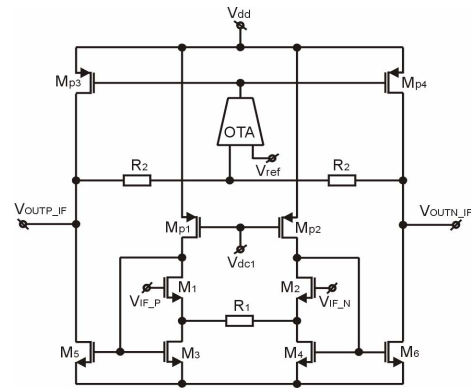 Vdd
Mp3
Mp4
OTA
R2
R2
Vref
VOUTP_IF
VOUTN_IF
Mp1
Mp2
Vdc1
M1
M2
VIF_P
R1
VIF_N
M5
M3
M4
M6